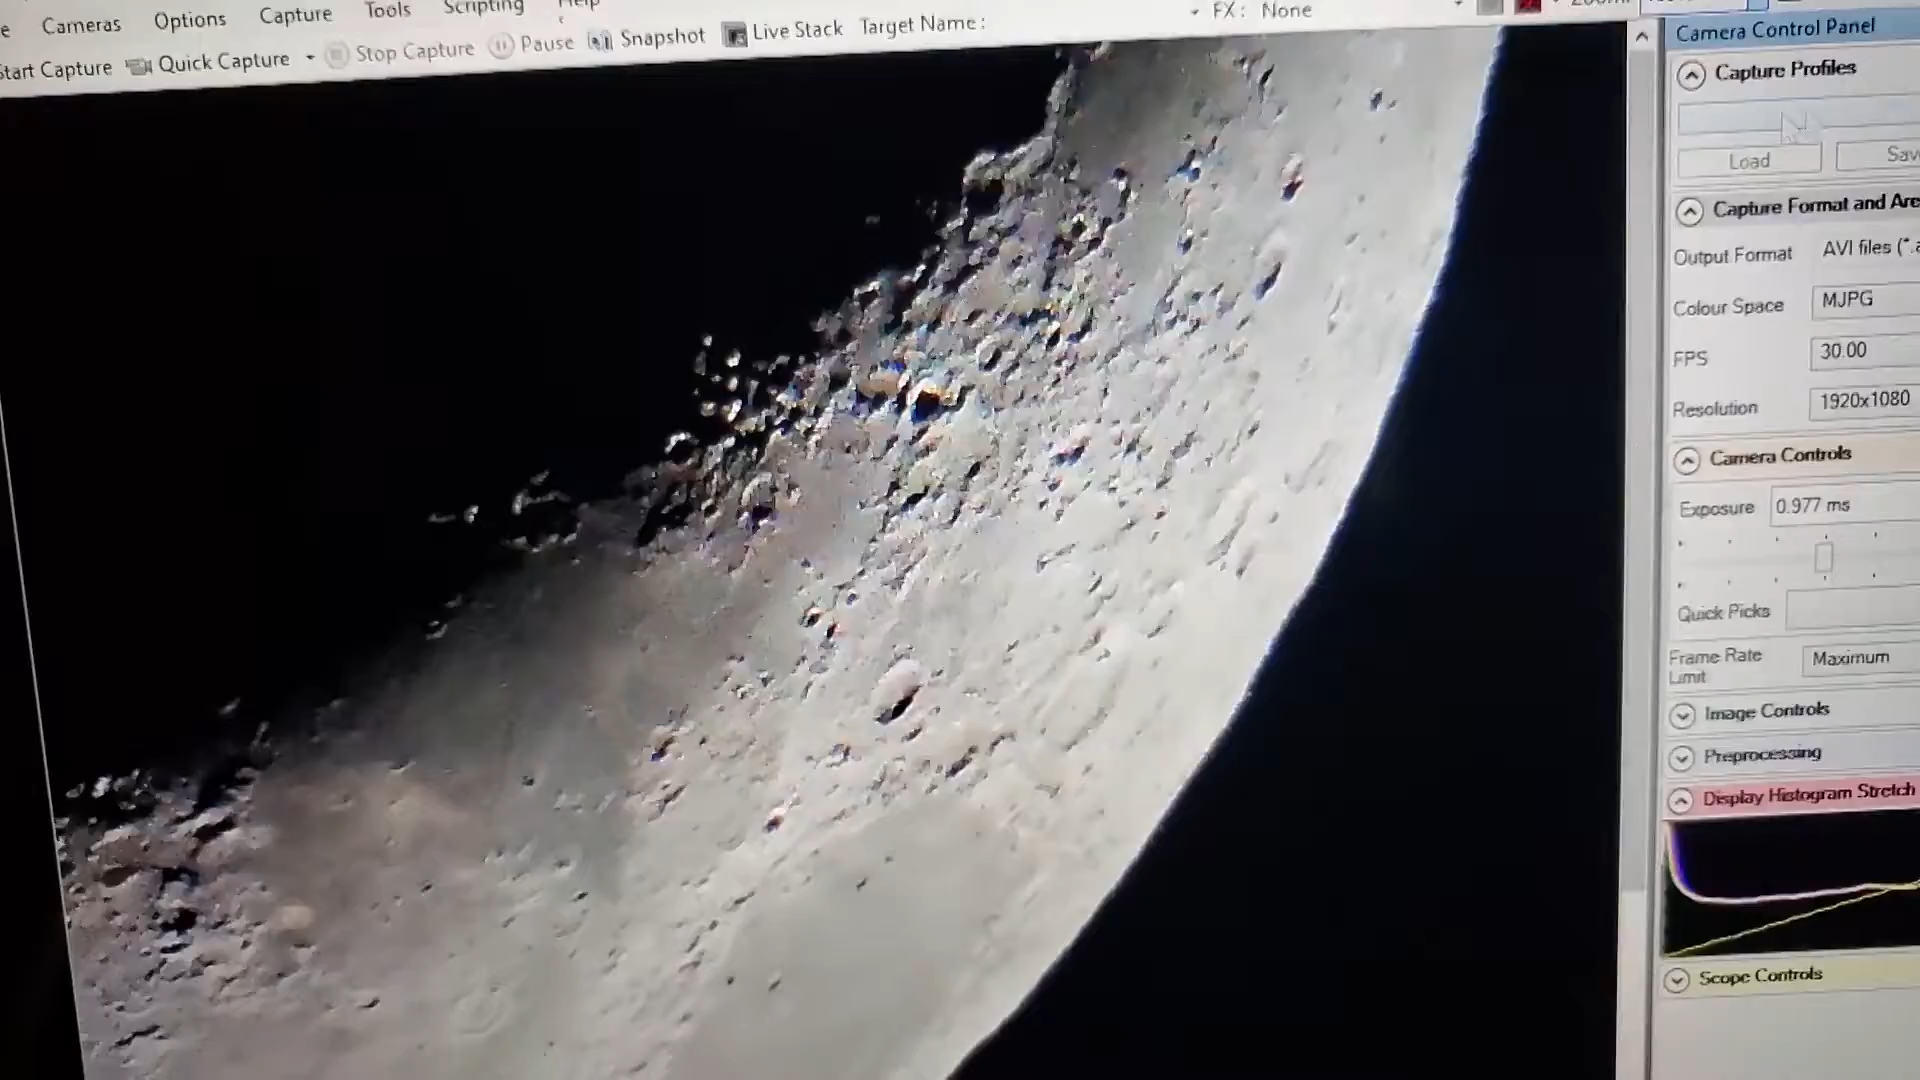 Cameras Options Capture Tools Scripting Help
Start Capture Quick Capture Stop Capture Pause Snapshot Live Stack Target Name :
FX : None
Camera Control Panel
Capture Profiles
Load Sav
Capture Format and Are
Output Format AVI files (*.a
Colour Space MJPG
FPS 30.00
Resolution 1920x1080
Camera Controls
Exposure 0.977 ms
Quick Picks
Frame Rate Limit Maximum
Image Controls
Preprocessing
Display Histogram Stretch
Scope Controls